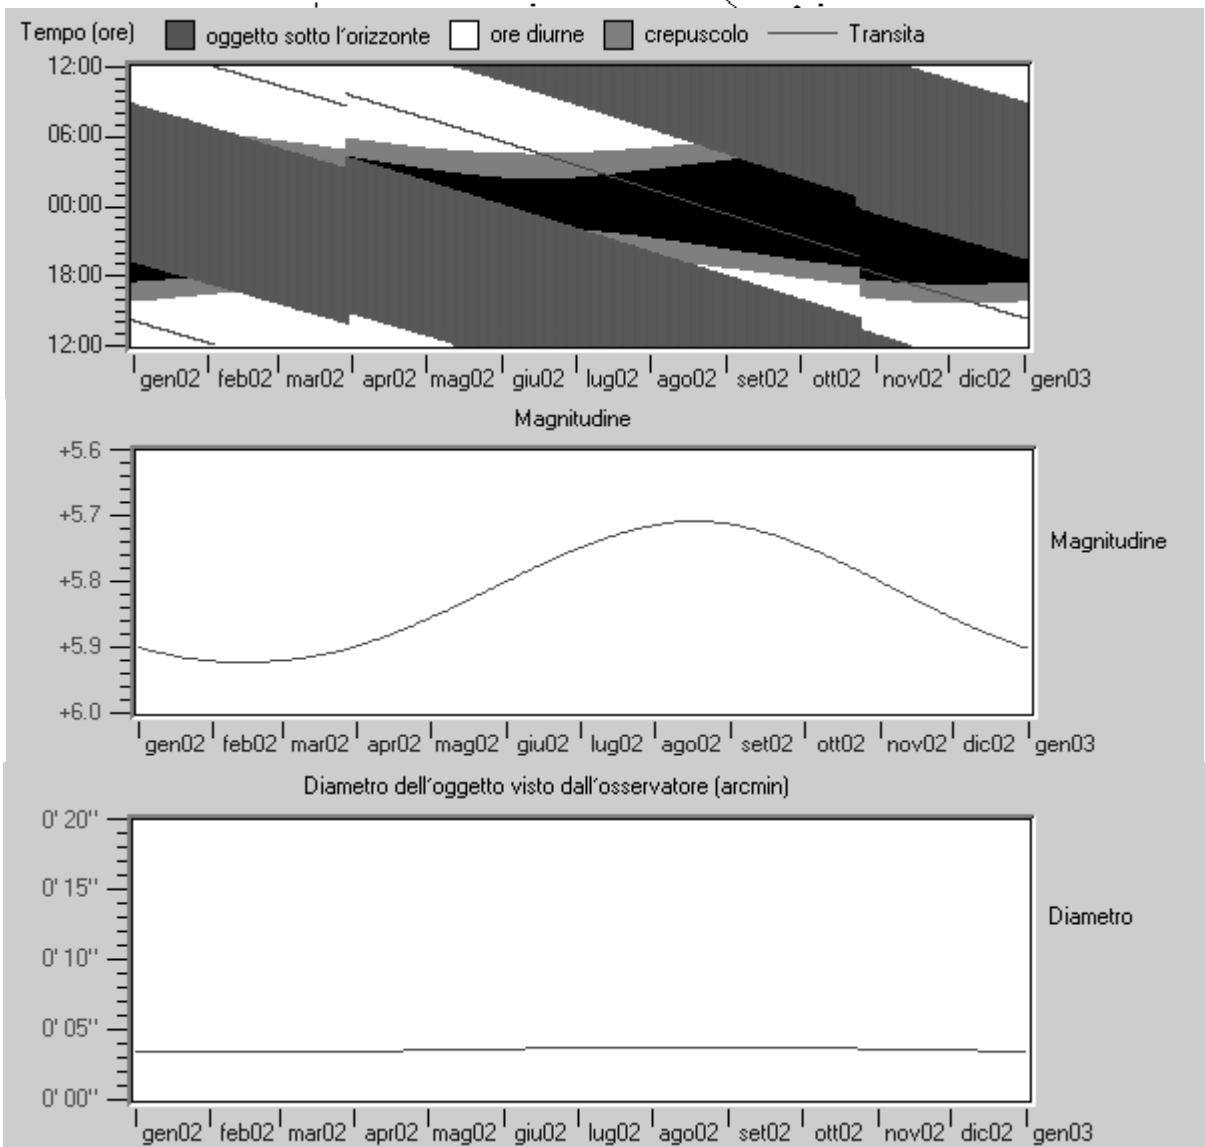 Tempo (ore) oggetto sotto l'orizzonte ore diurne crepuscolo Transita
12:00
06:00
00:00
18:00
12:00
gen02 feb02 mar02 apr02 mag02 giu02 lug02 ago02 set02 ott02 nov02 dic02 gen03
Magnitudine
+5.6
+5.7
+5.8
+5.9
+6.0
Magnitudine
gen02 feb02 mar02 apr02 mag02 giu02 lug02 ago02 set02 ott02 nov02 dic02 gen03
Diametro dell'oggetto visto dall'osservatore (arcmin)
0' 20"
0' 15"
0' 10"
0' 05"
0' 00"
Diametro
gen02 feb02 mar02 apr02 mag02 giu02 lug02 ago02 set02 ott02 nov02 dic02 gen03